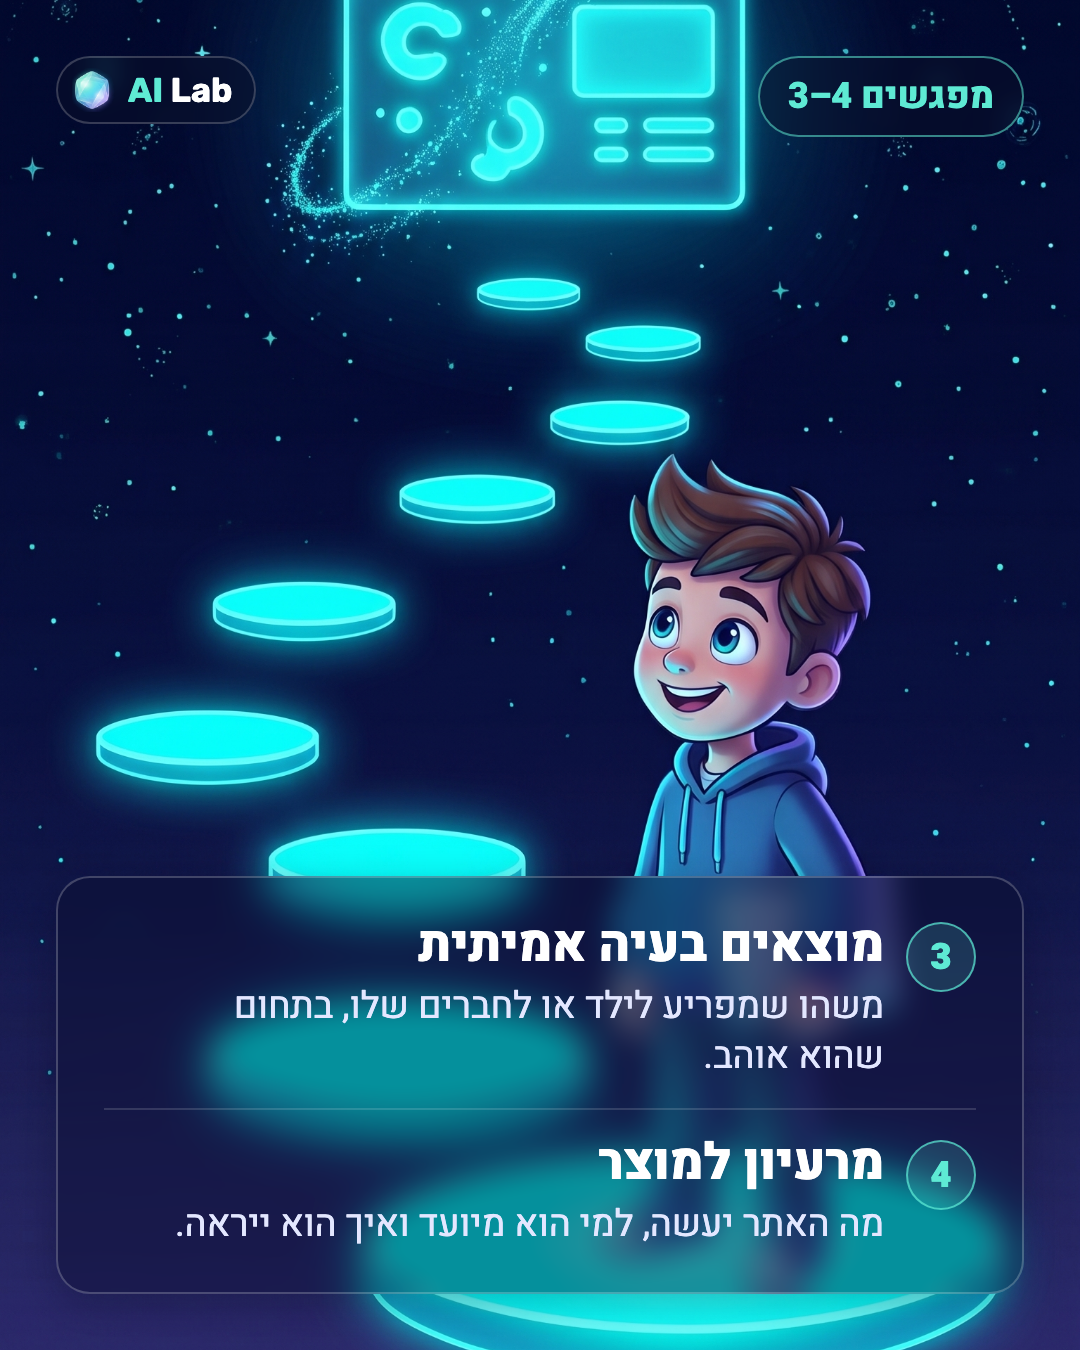 AI Lab
מפגשים 3–4
3
מוצאים בעיה אמיתית
משהו שמפריע לילד או לחברים שלו, בתחום
שהוא אוהב.
4
מרעיון למוצר
מה האתר יעשה, למי הוא מיועד ואיך הוא ייראה.